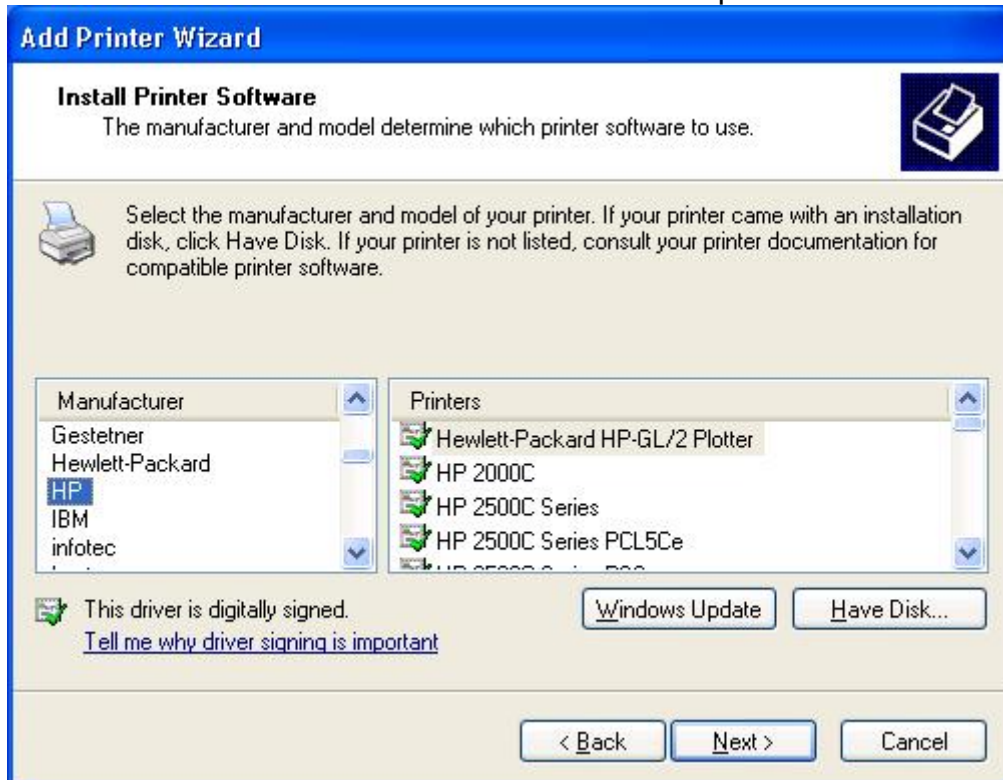 Add Printer Wizard
Install Printer Software
The manufacturer and model determine which printer software to use.
Select the manufacturer and model of your printer. If your printer came with an installation
disk, click Have Disk. If your printer is not listed, consult your printer documentation for
compatible printer software.
Manufacturer
Gestetner
Hewlett-Packard
HP
IBM
infotec
Printers
Hewlett-Packard HP-GL/2 Plotter
HP 2000C
HP 2500C Series
HP 2500C Series PCL5Ce
This driver is digitally signed.
Tell me why driver signing is important
Windows Update
Have Disk...
< Back
Next >
Cancel